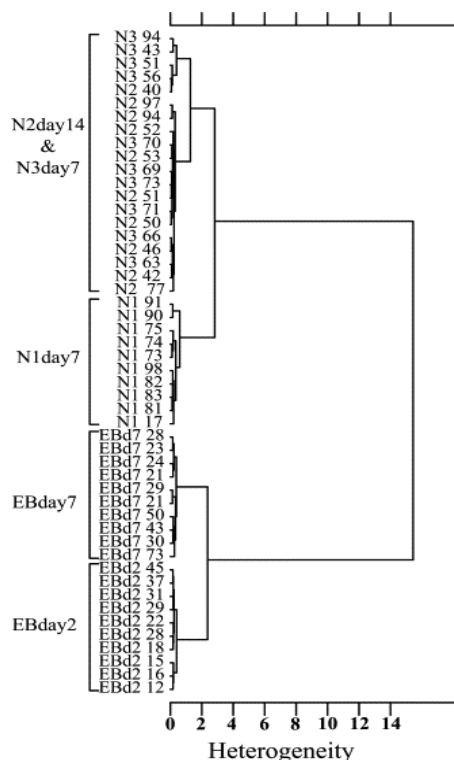 N3 94
N3 43
N3 51
N3 56
N2 40
N2 97
N2 94
N2 52
N3 70
N2 53
N3 69
N3 73
N2 51
N3 71
N2 50
N3 66
N2 46
N3 63
N2 42
N2 77
N2day14
&
N3day7
N1 91
N1 90
N1 75
N1 74
N1 73
N1 98
N1 82
N1 83
N1 81
N1 17
N1day7
EBd7 28
EBd7 23
EBd7 24
EBd7 21
EBd7 29
EBd7 21
EBd7 50
EBd7 43
EBd7 30
EBd7 73
EBday7
EBd2 45
EBd2 37
EBd2 31
EBd2 29
EBd2 22
EBd2 28
EBd2 18
EBd2 15
EBd2 16
EBd2 12
EBday2
0 2 4 6 8 10 12 14
Heterogeneity